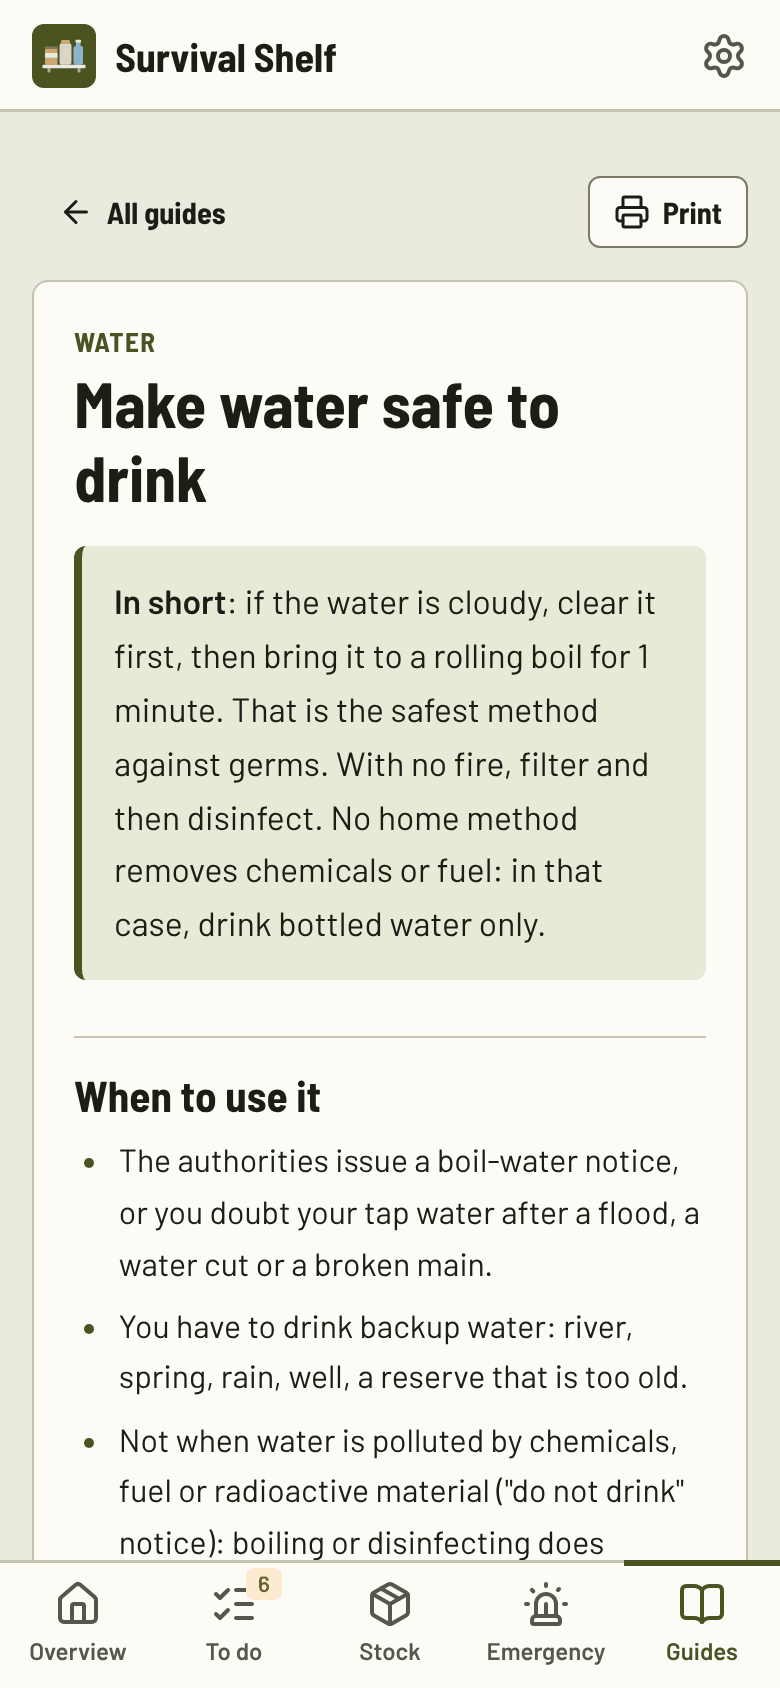 Survival Shelf
All guides
Print
WATER
Make water safe to
drink
In short: if the water is cloudy, clear it
first, then bring it to a rolling boil for 1
minute. That is the safest method
against germs. With no fire, filter and
then disinfect. No home method
removes chemicals or fuel: in that
case, drink bottled water only.
When to use it
• The authorities issue a boil-water notice,
or you doubt your tap water after a flood, a
water cut or a broken main.
• You have to drink backup water: river,
spring, rain, well, a reserve that is too old.
• Not when water is polluted by chemicals,
fuel or radioactive material ("do not drink"
notice): boiling or disinfecting does
6
Overview
To do
Stock
Emergency
Guides